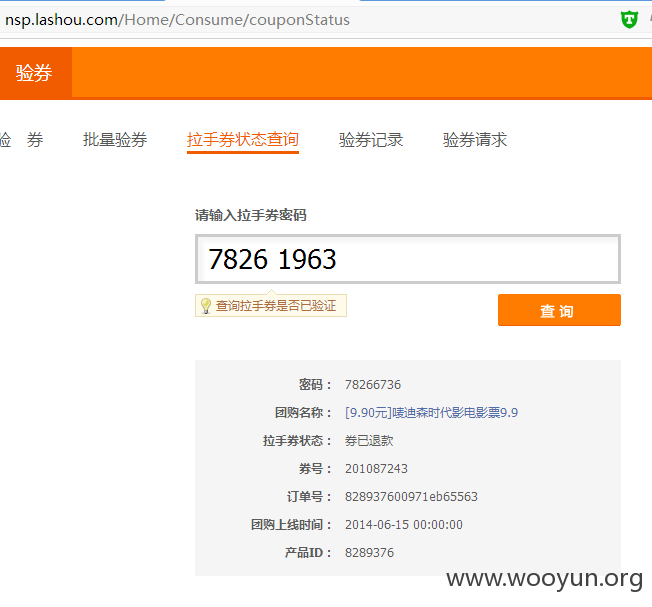 nsp.lashou.com/Home/Consume/couponStatus
验券
验 券 批量验券 拉手券状态查询 验券记录 验券请求
请输入拉手券密码
7826 1963
查询拉手券是否已验证
查 询
密码： 78266736
团购名称： [9.90元]唛迪森时代影电影票9.9
拉手券状态： 券已退款
券号： 201087243
订单号： 828937600971eb65563
团购上线时间： 2014-06-15 00:00:00
产品ID： 8289376
www.wooyun.org